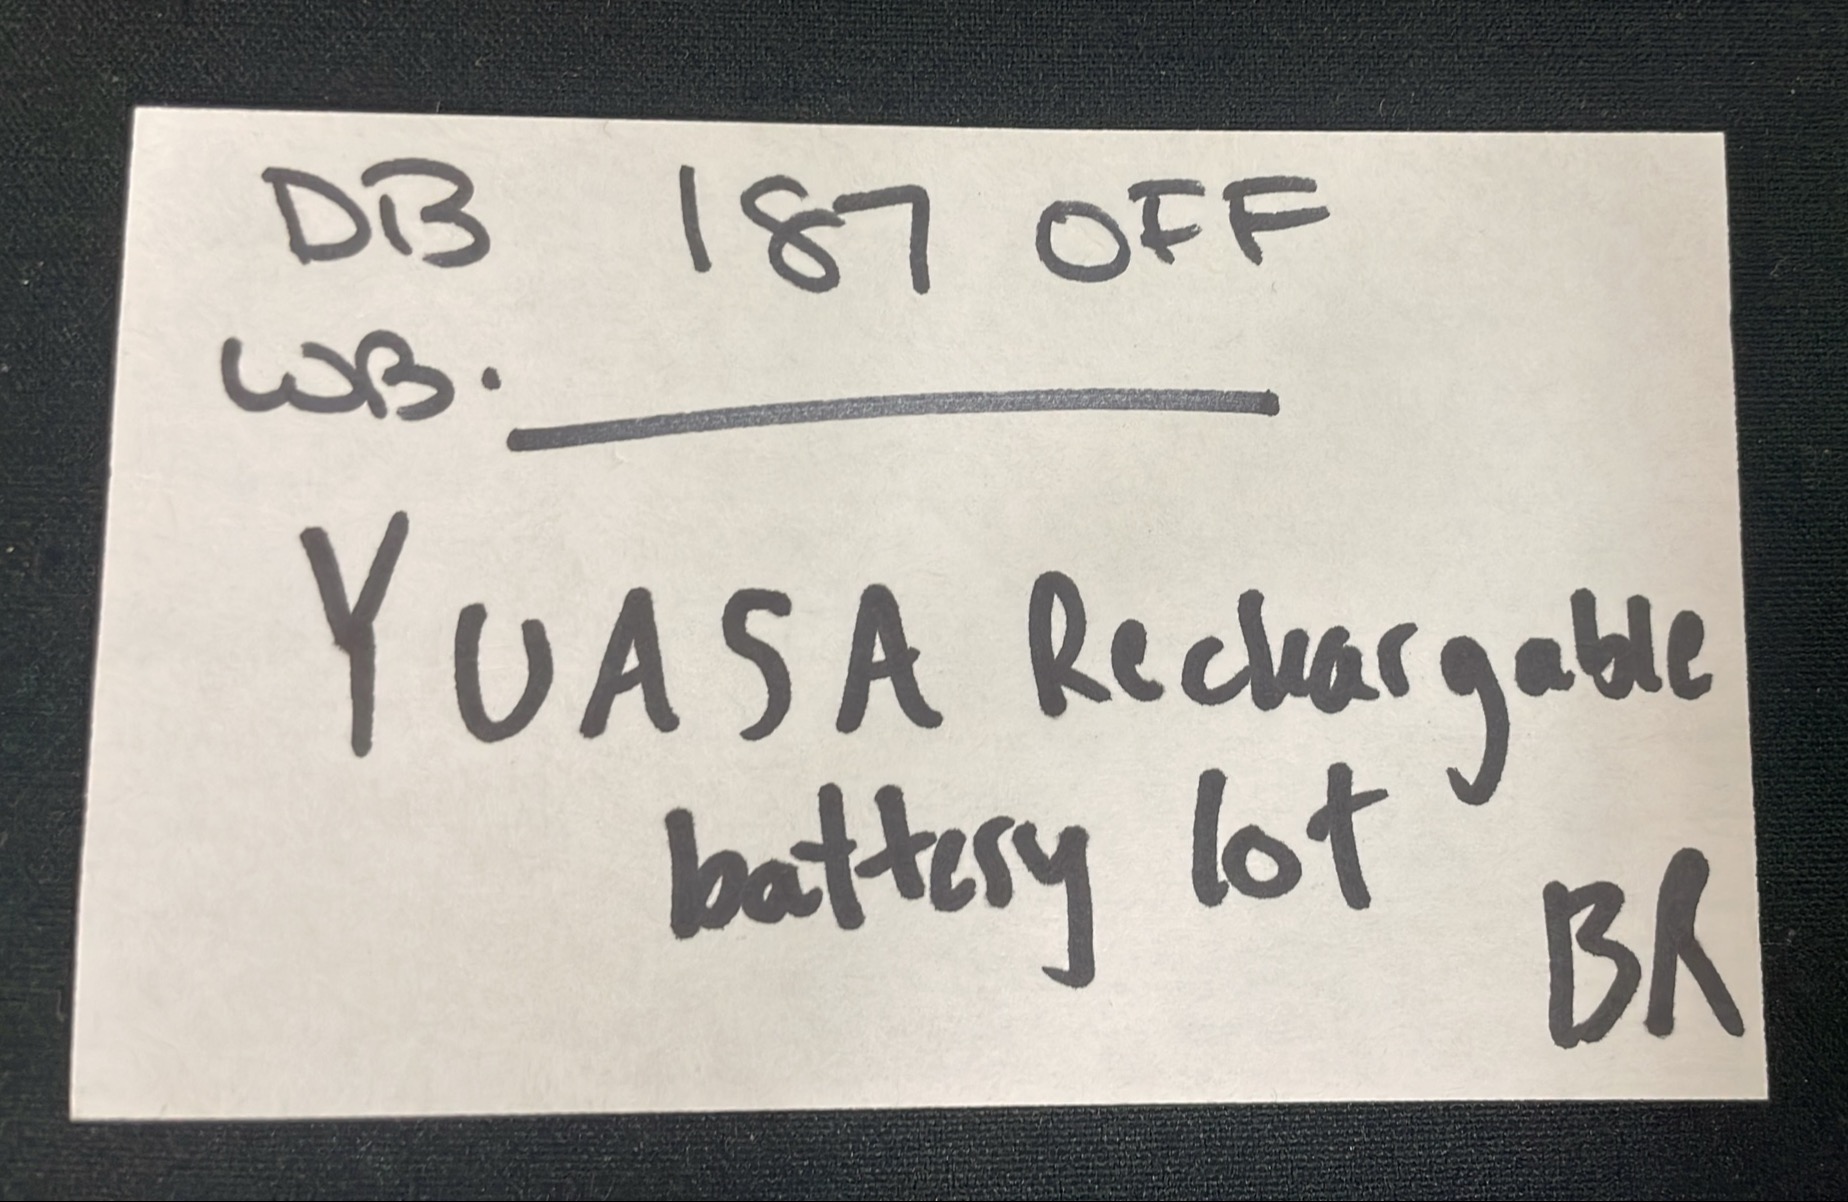 DB 187 OFF
WB.
YUASA Rechargable
battery lot
BR